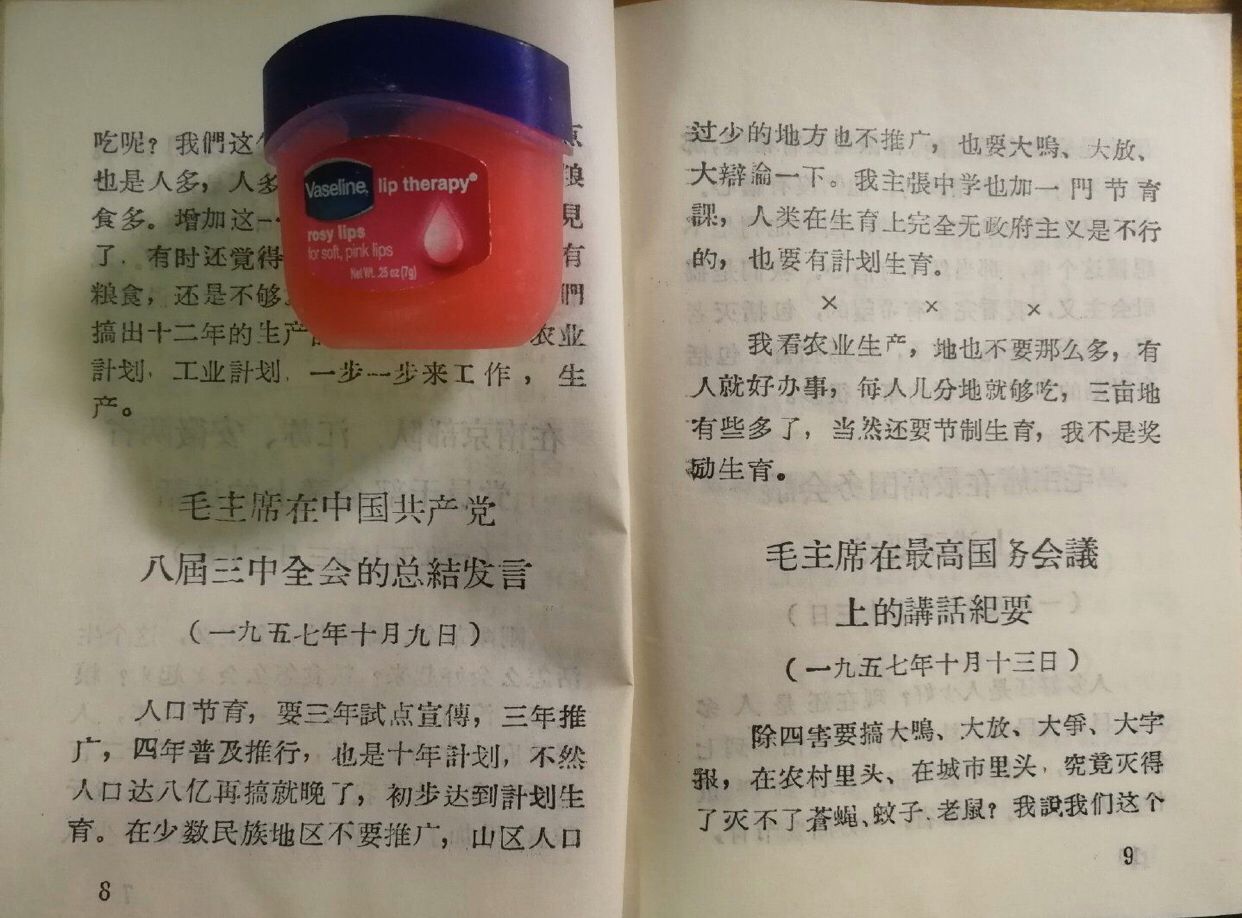 吃呢？我們这
点
也是人多，人多
粮
食多。增加这一
見
了．有时还覺得
有
粮食，还是不够
們
搞出十二年的生产
农业
計划．工业計划．一步一步来工作，生
产。
毛主席在中国共产党
八屆三中全会的总結发言
（一九五七年十月九日）
人口节育，要三年試点宣傳，三年推
广，四年普及推行，也是十年計划，不然
人口达八亿再搞就晚了，初步达到計划生
育。在少数民族地区不要推广，山区人口
8
Vaseline. lip therapy®
rosy lips
for soft, pink lips
Net Wt. .25 oz (7g)
过少的地方也不推广，也要大鳴、大放、
大辯論一下。我主張中学也加一門节育
課，人类在生育上完全无政府主义是不行
的，也要有計划生育。
× × ×
我看农业生产，地也不要那么多，有
人就好办事，每人几分地就够吃，三亩地
有些多了，当然还要节制生育，我不是奖
励生育。
毛主席在最高国务会議
上的講話紀要
（一九五七年十月十三日）
除四害要搞大鳴、大放、大爭、大字
报，在农村里头、在城市里头．究竟灭得
了灭不了蒼蝇、蚊子、老鼠？我說我们这个
9